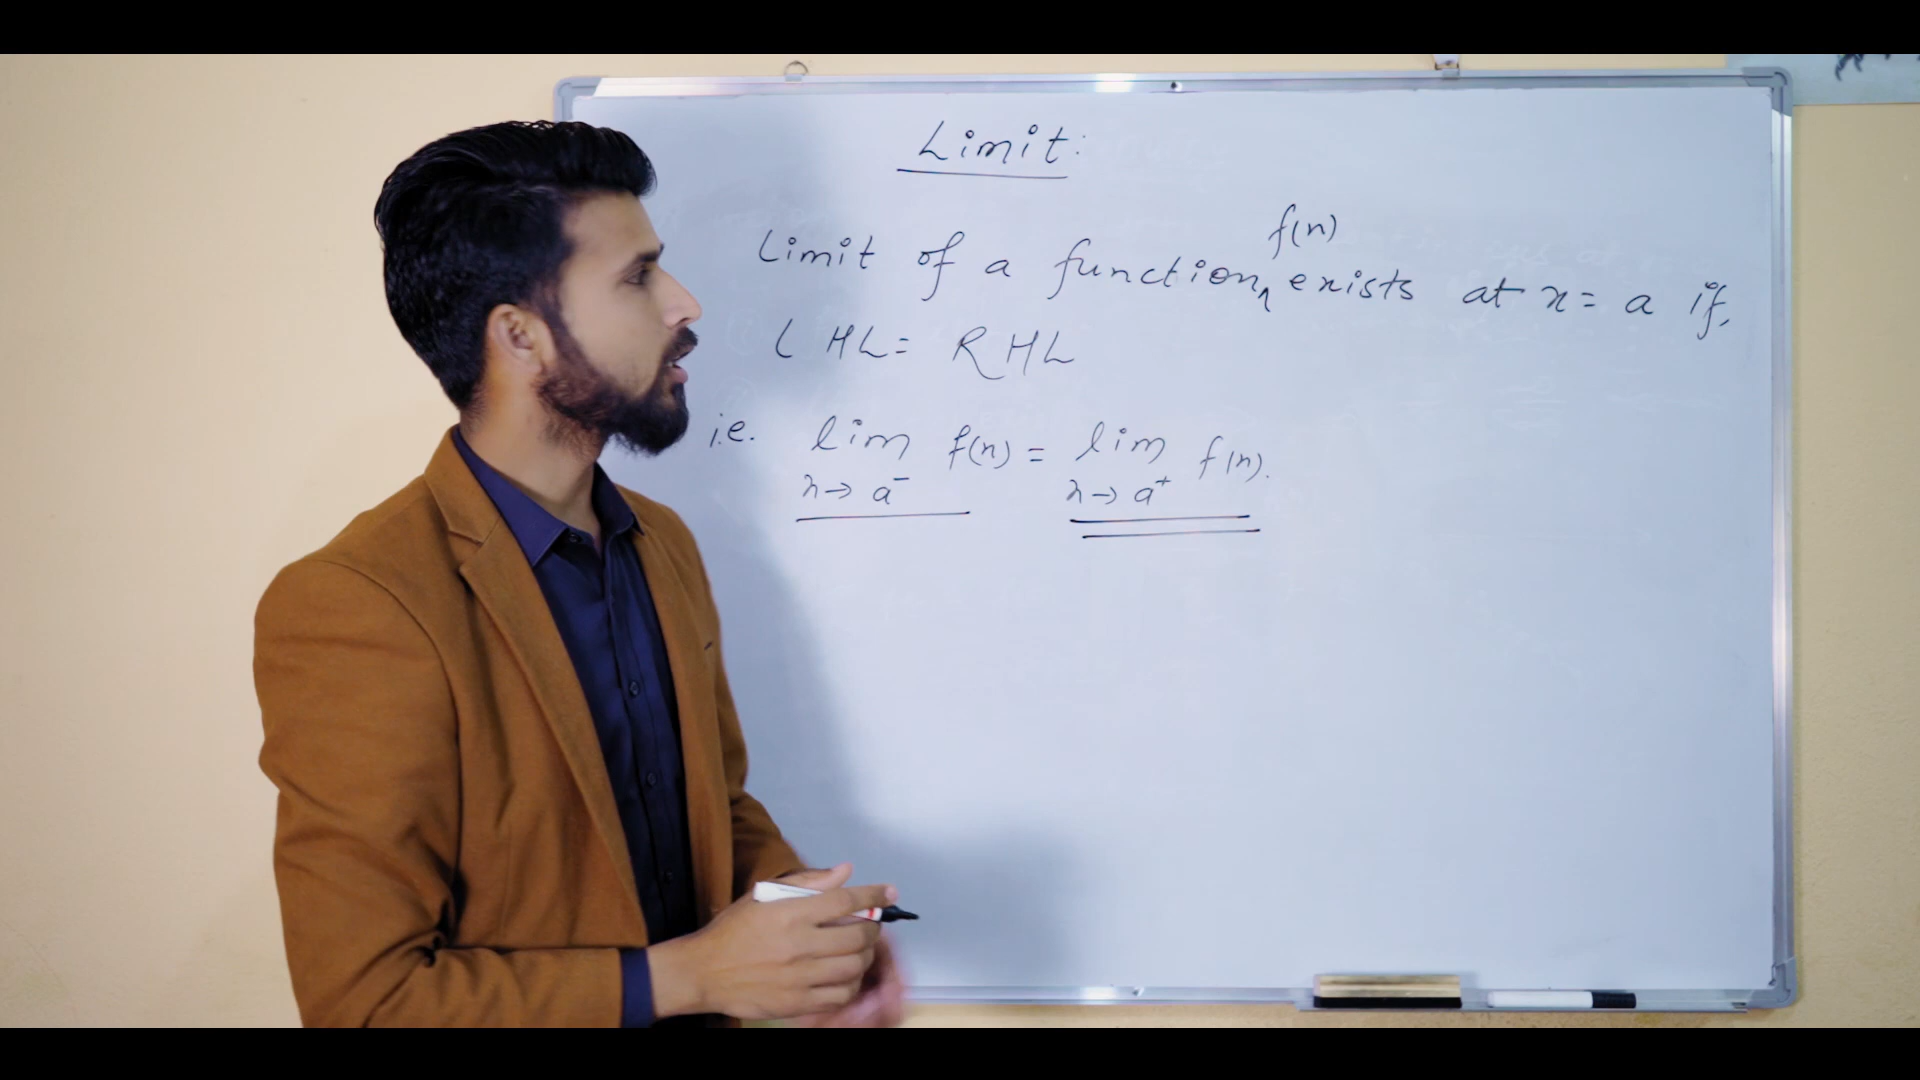 Limit:
Limit of a function, f(x) exists at x = a if,
LHL = RHL
i.e. lim f(x) = lim f(x).
x→a⁻ x→a⁺